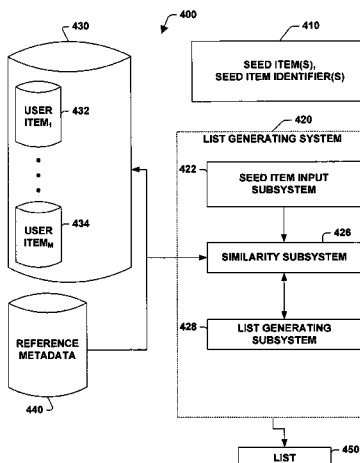 430
400
410
SEED ITEM(S),
SEED ITEM IDENTIFIER(S)
USER
ITEM₁
432
420
LIST GENERATING SYSTEM
422
SEED ITEM INPUT
SUBSYSTEM
426
SIMILARITY SUBSYSTEM
USER
ITEMM
434
428
LIST GENERATING
SUBSYSTEM
REFERENCE
METADATA
440
450
LIST